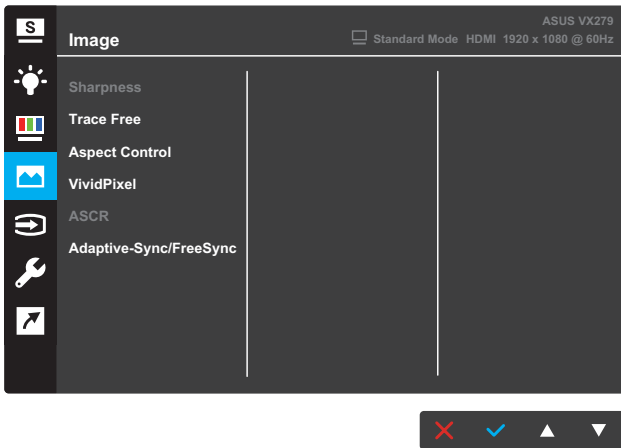 S
ASUS VX279
Image
Standard Mode HDMI 1920 x 1080 @ 60Hz
Sharpness
Trace Free
Aspect Control
VividPixel
ASCR
Adaptive-Sync/FreeSync